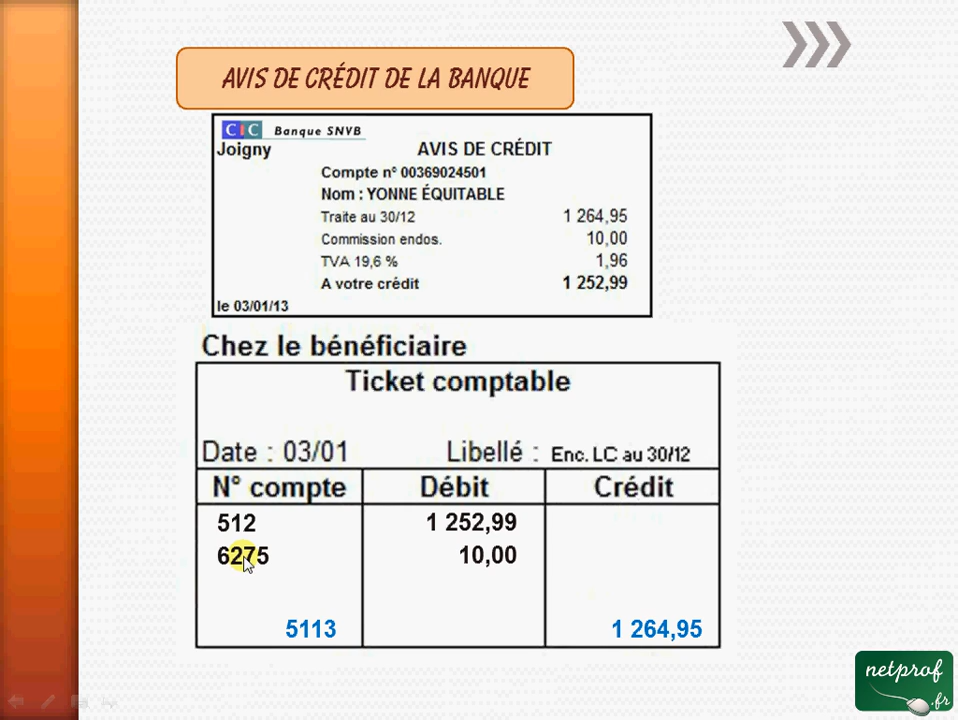 AVIS DE CRÉDIT DE LA BANQUE
CIC Banque SNVB
Joigny AVIS DE CRÉDIT
Compte n° 00369024501
Nom : YONNE ÉQUITABLE
Traite au 30/12 1 264,95
Commission endos. 10,00
TVA 19,6 % 1,96
A votre crédit 1 252,99
le 03/01/13
Chez le bénéficiaire
Ticket comptable
Date : 03/01 Libellé : Enc. LC au 30/12
N° compte Débit Crédit
512 1 252,99
6275 10,00
5113 1 264,95
netprof
.fr